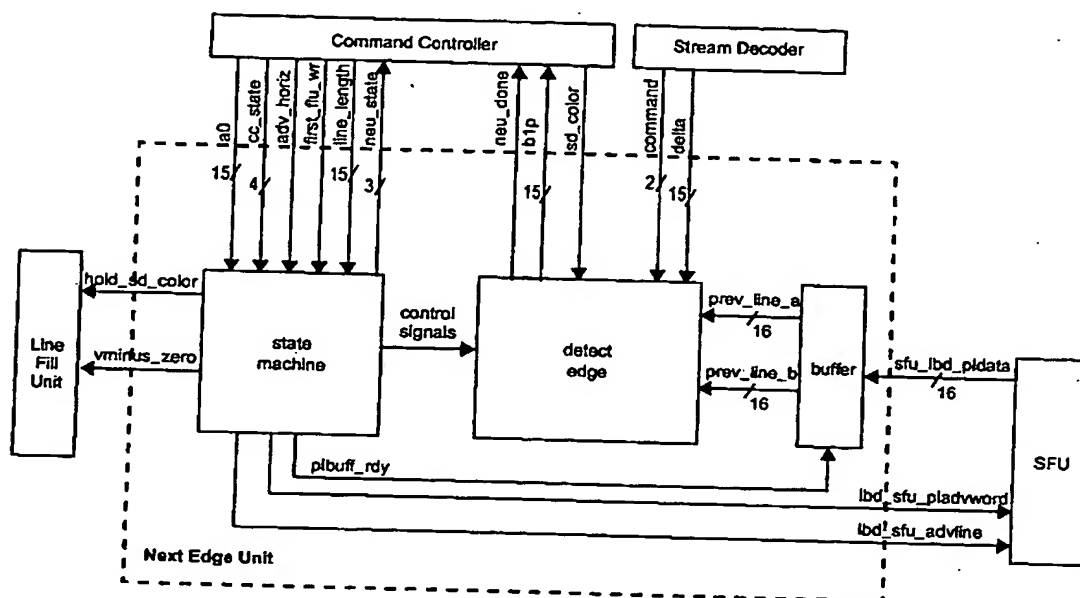 Command Controller
Stream Decoder
a0
cc_state
adv_horiz
first_flu_wr
line_length
neu_state
neu_done
b1p
sd_color
command
delta
15
4
15
3
15
2
15
hold_sd_color
Line
Fill
Unit
vminus_zero
state
machine
control
signals
detect
edge
prev_line_a
16
prev_line_b
16
buffer
sfu_lbd_pldata
16
SFU
plbuff_rdy
lbd_sfu_pladvword
lbd_sfu_advline
Next Edge Unit